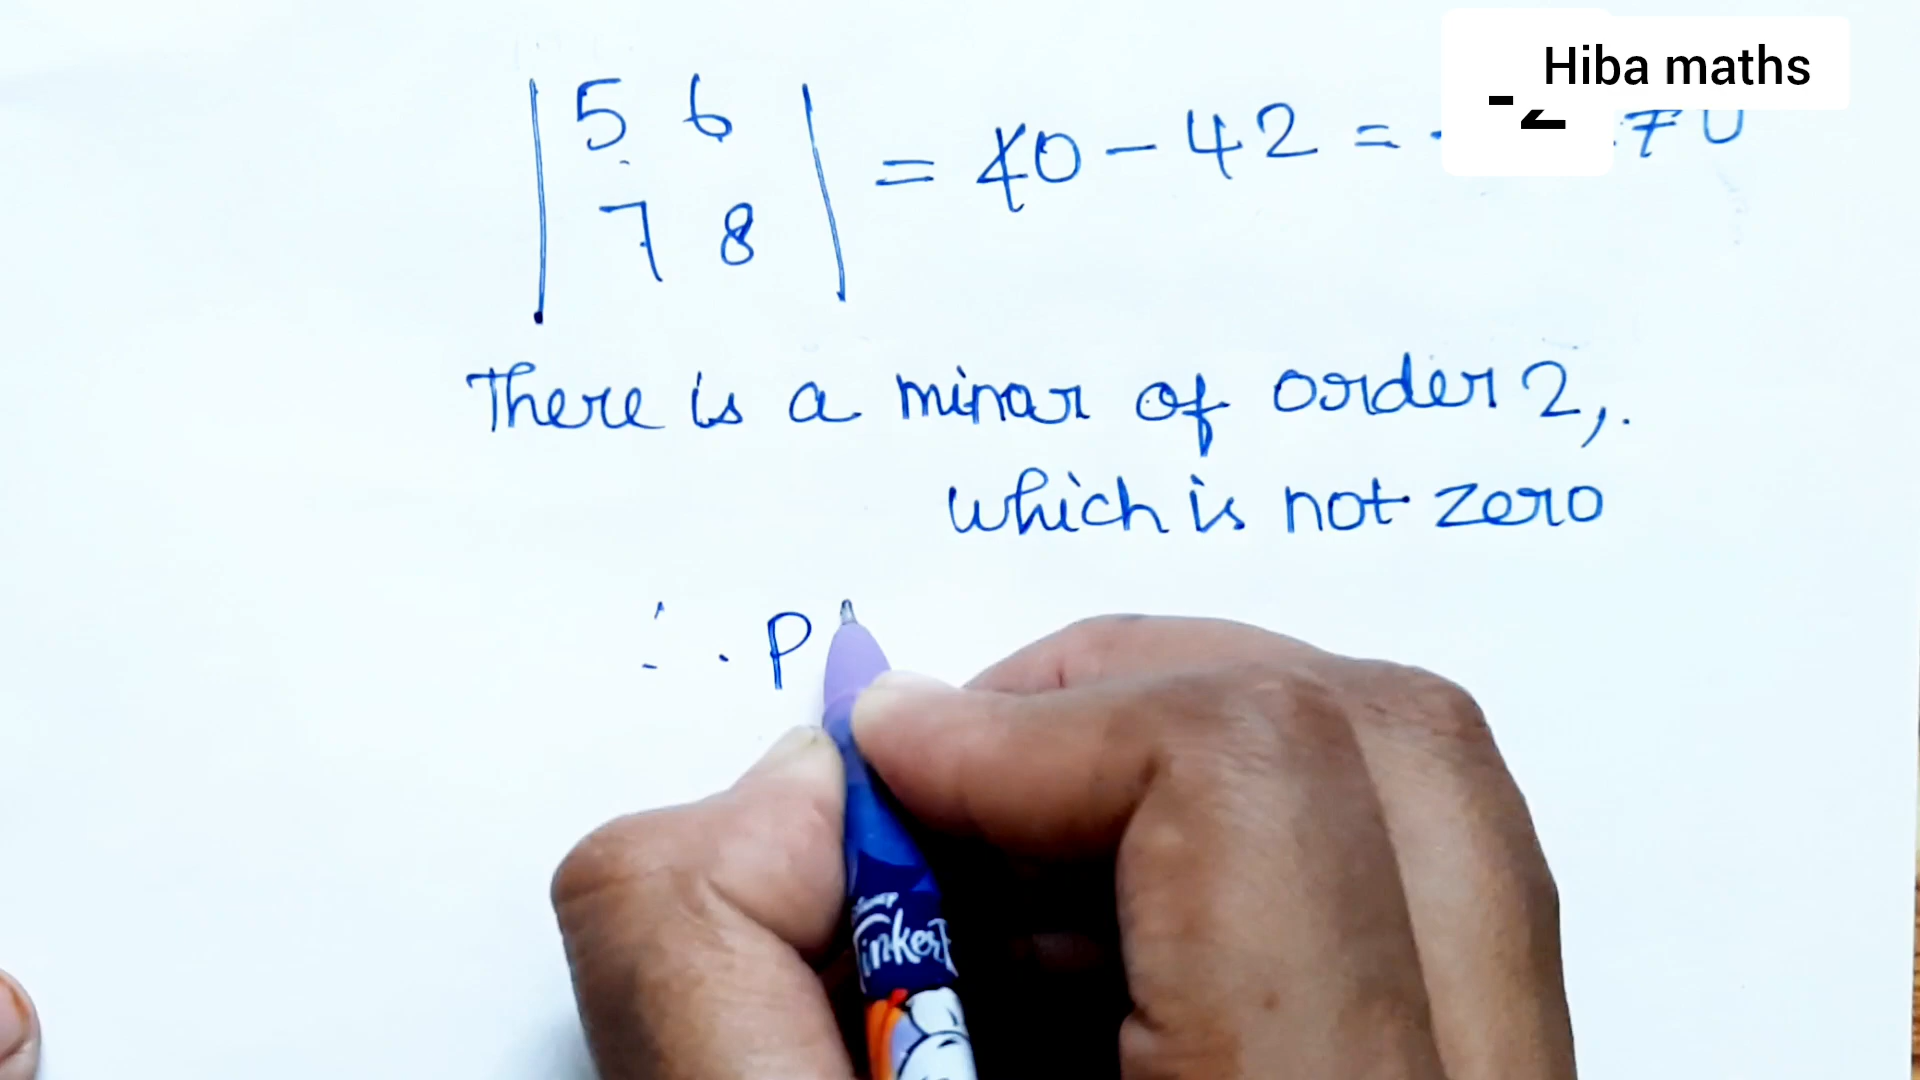 Hiba maths
| 5 6 | = 40 - 42 = -2 ≠ 0
| 7 8 |
There is a minor of order 2,
which is not zero
∴ P